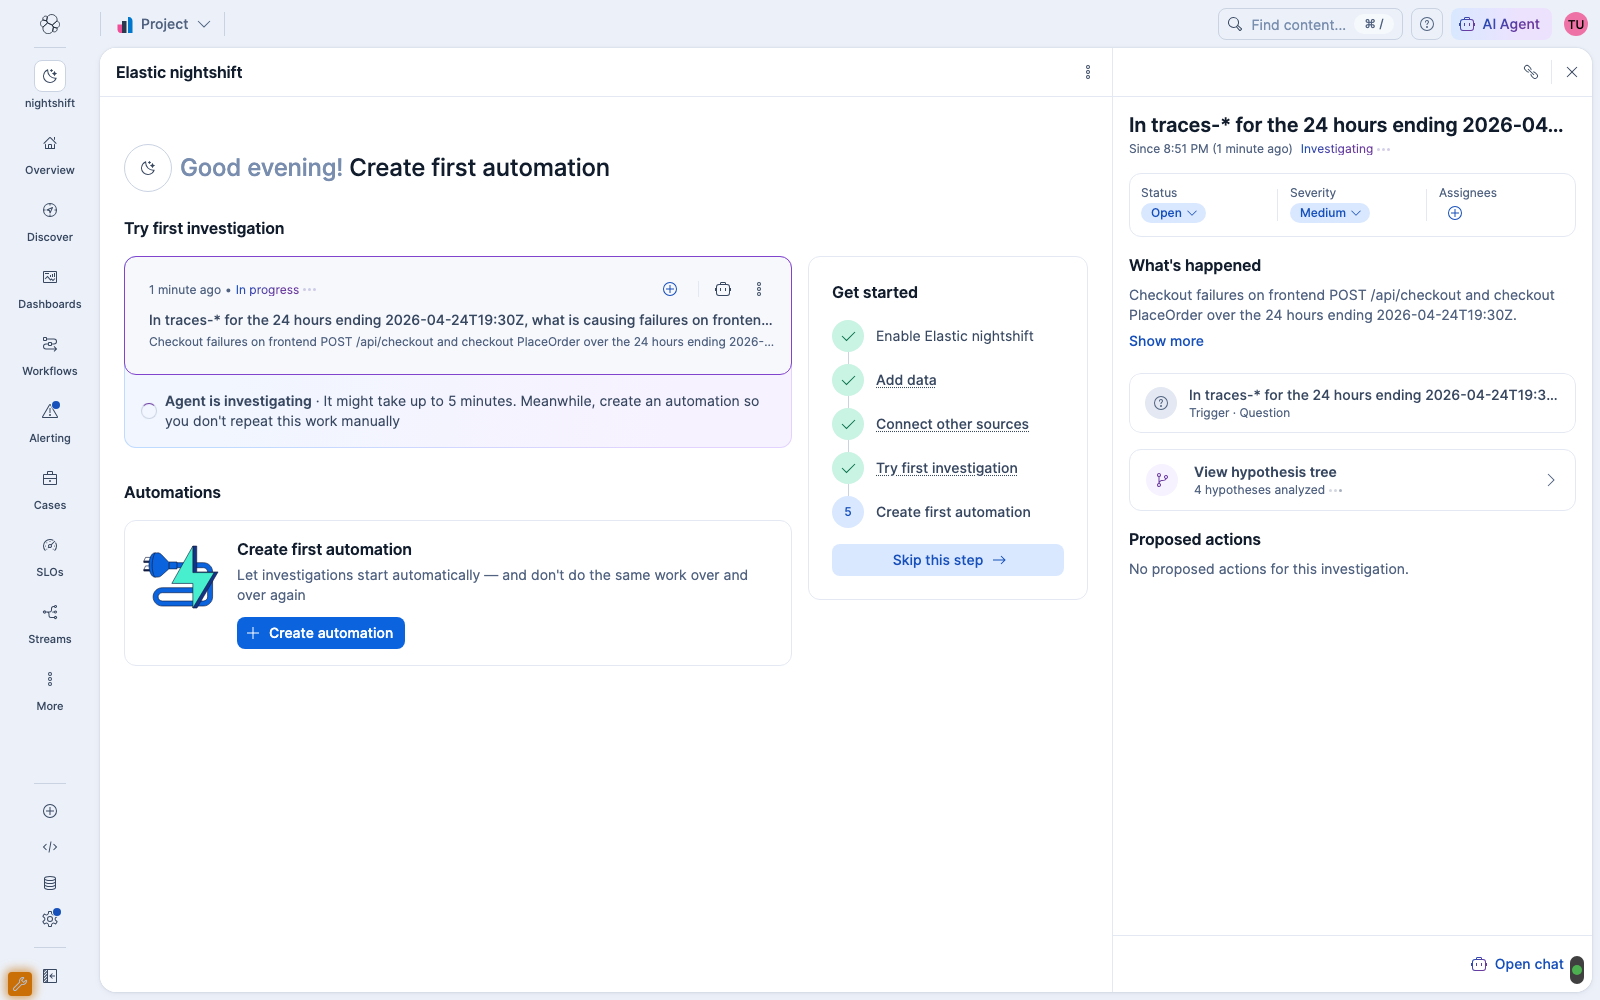 Project
Find content...
⌘ /
AI Agent
TU
nightshift
Overview
Discover
Dashboards
Workflows
Alerting
Cases
SLOs
Streams
More
Elastic nightshift
Good evening! Create first automation
Try first investigation
1 minute ago • In progress
In traces-* for the 24 hours ending 2026-04-24T19:30Z, what is causing failures on fronten...
Checkout failures on frontend POST /api/checkout and checkout PlaceOrder over the 24 hours ending 2026-...
Agent is investigating · It might take up to 5 minutes. Meanwhile, create an automation so
you don't repeat this work manually
Automations
Create first automation
Let investigations start automatically — and don't do the same work over and
over again
Create automation
Get started
Enable Elastic nightshift
Add data
Connect other sources
Try first investigation
5 Create first automation
Skip this step
In traces-* for the 24 hours ending 2026-04...
Since 8:51 PM (1 minute ago) Investigating
Status
Open
Severity
Medium
Assignees
What's happened
Checkout failures on frontend POST /api/checkout and checkout
PlaceOrder over the 24 hours ending 2026-04-24T19:30Z.
Show more
In traces-* for the 24 hours ending 2026-04-24T19:3...
Trigger · Question
View hypothesis tree
4 hypotheses analyzed
Proposed actions
No proposed actions for this investigation.
Open chat